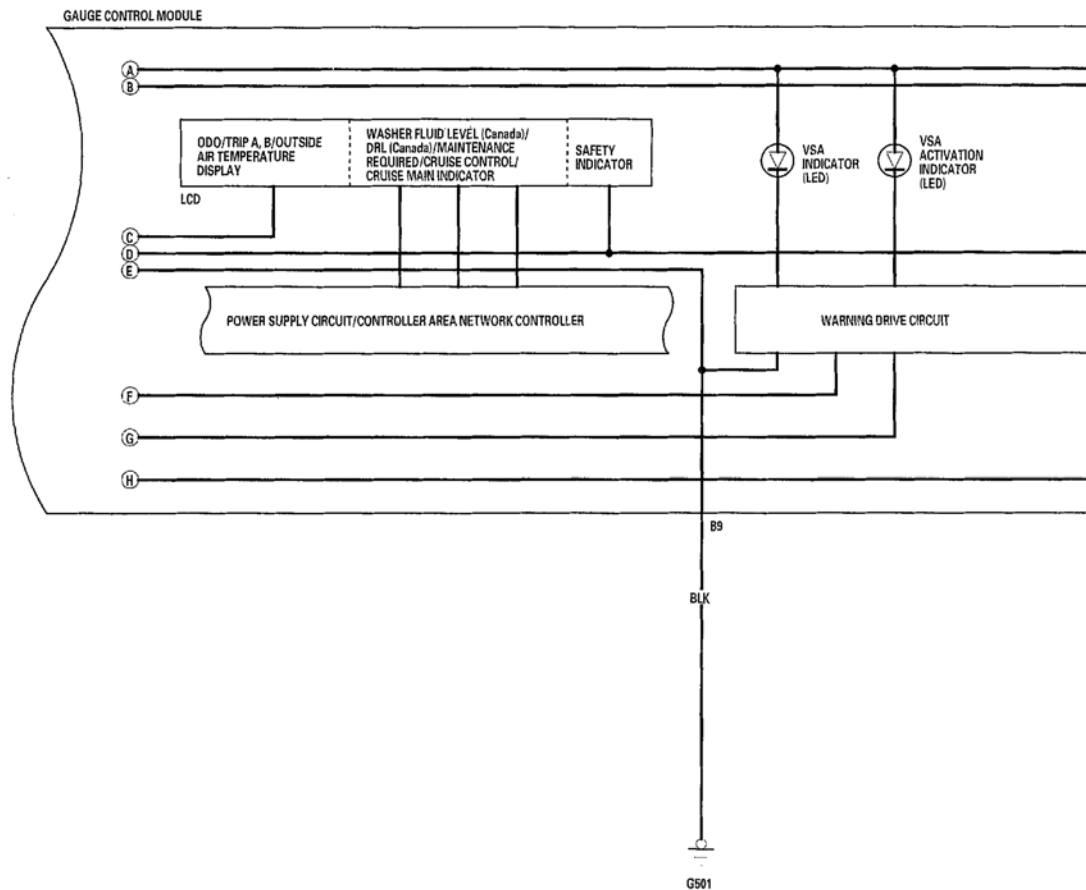 GAUGE CONTROL MODULE
A
B
ODO/TRIP A, B/OUTSIDE
AIR TEMPERATURE
DISPLAY
WASHER FLUID LEVEL (Canada)/
DRL (Canada)/MAINTENANCE
REQUIRED/CRUISE CONTROL/
CRUISE MAIN INDICATOR
SAFETY
INDICATOR
VSA
INDICATOR
(LED)
VSA
ACTIVATION
INDICATOR
(LED)
LCD
C
D
E
POWER SUPPLY CIRCUIT/CONTROLLER AREA NETWORK CONTROLLER
WARNING DRIVE CIRCUIT
F
G
H
B9
BLK
G501